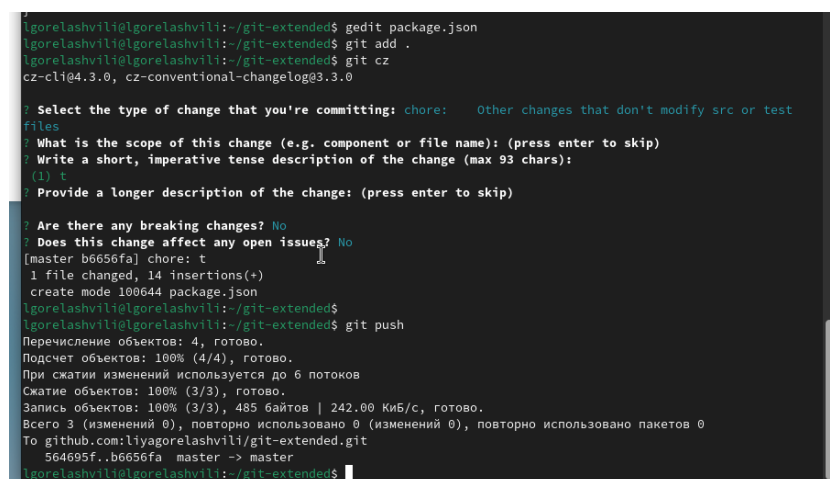 ]
lgorelashvili@lgorelashvili:~/git-extended$ gedit package.json
lgorelashvili@lgorelashvili:~/git-extended$ git add .
lgorelashvili@lgorelashvili:~/git-extended$ git cz
cz-cli@4.3.0, cz-conventional-changelog@3.3.0
? Select the type of change that you're committing: chore:    Other changes that don't modify src or test
files
? What is the scope of this change (e.g. component or file name): (press enter to skip)
? Write a short, imperative tense description of the change (max 93 chars):
(1) t
? Provide a longer description of the change: (press enter to skip)
? Are there any breaking changes? No
? Does this change affect any open issues? No
[master b6656fa] chore: t
1 file changed, 14 insertions(+)
create mode 100644 package.json
lgorelashvili@lgorelashvili:~/git-extended$
lgorelashvili@lgorelashvili:~/git-extended$ git push
Перечисление объектов: 4, готово.
Подсчет объектов: 100% (4/4), готово.
При сжатии изменений используется до 6 потоков
Сжатие объектов: 100% (3/3), готово.
Запись объектов: 100% (3/3), 485 байтов | 242.00 КиБ/с, готово.
Всего 3 (изменений 0), повторно использовано 0 (изменений 0), повторно использовано пакетов 0
To github.com:liyagorelashvili/git-extended.git
564695f..b6656fa  master -> master
lgorelashvili@lgorelashvili:~/git-extended$